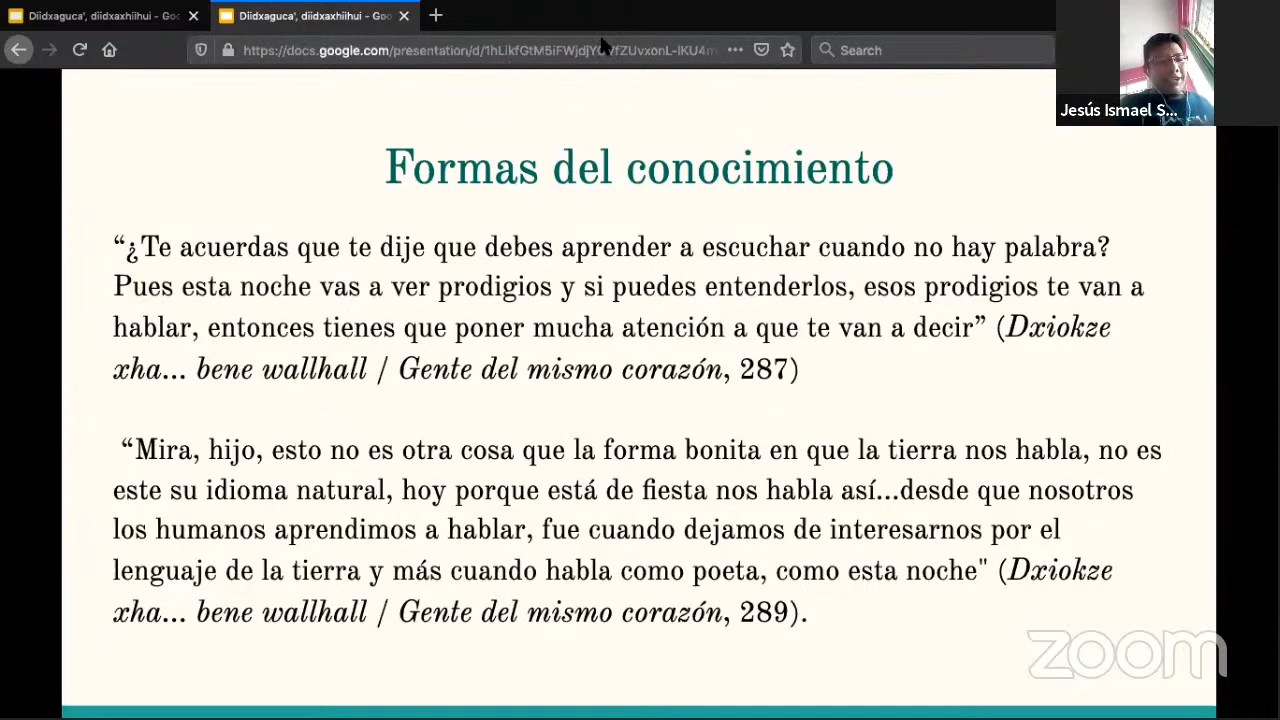 Diidxaguca', diidxaxhiihui - Goo
Diidxaguca', diidxaxhiihui - Goo
https://docs.google.com/presentation/d/1hLikfGtM5iFWjdjY
Search
Jesús Ismael S...
Formas del conocimiento
“¿Te acuerdas que te dije que debes aprender a escuchar cuando no hay palabra?
Pues esta noche vas a ver prodigios y si puedes entenderlos, esos prodigios te van a
hablar, entonces tienes que poner mucha atención a que te van a decir” (Dxiokze
xha... bene wallhall / Gente del mismo corazón, 287)
“Mira, hijo, esto no es otra cosa que la forma bonita en que la tierra nos habla, no es
este su idioma natural, hoy porque está de fiesta nos habla así...desde que nosotros
los humanos aprendimos a hablar, fue cuando dejamos de interesarnos por el
lenguaje de la tierra y más cuando habla como poeta, como esta noche" (Dxiokze
xha... bene wallhall / Gente del mismo corazón, 289).
zoom